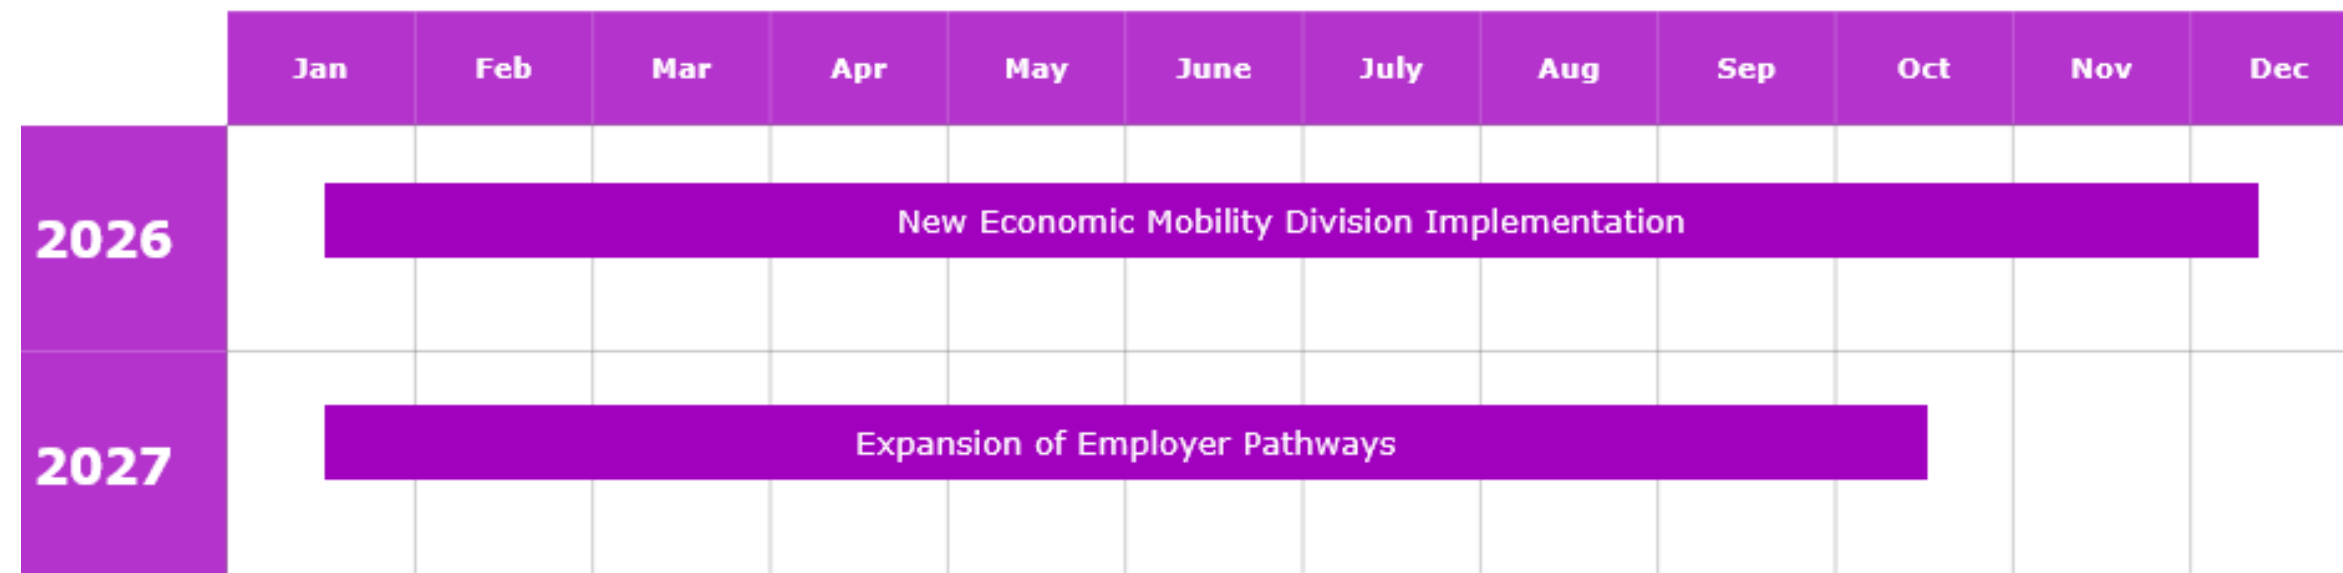 Jan Feb Mar Apr May June July Aug Sep Oct Nov Dec
2026
New Economic Mobility Division Implementation
2027
Expansion of Employer Pathways